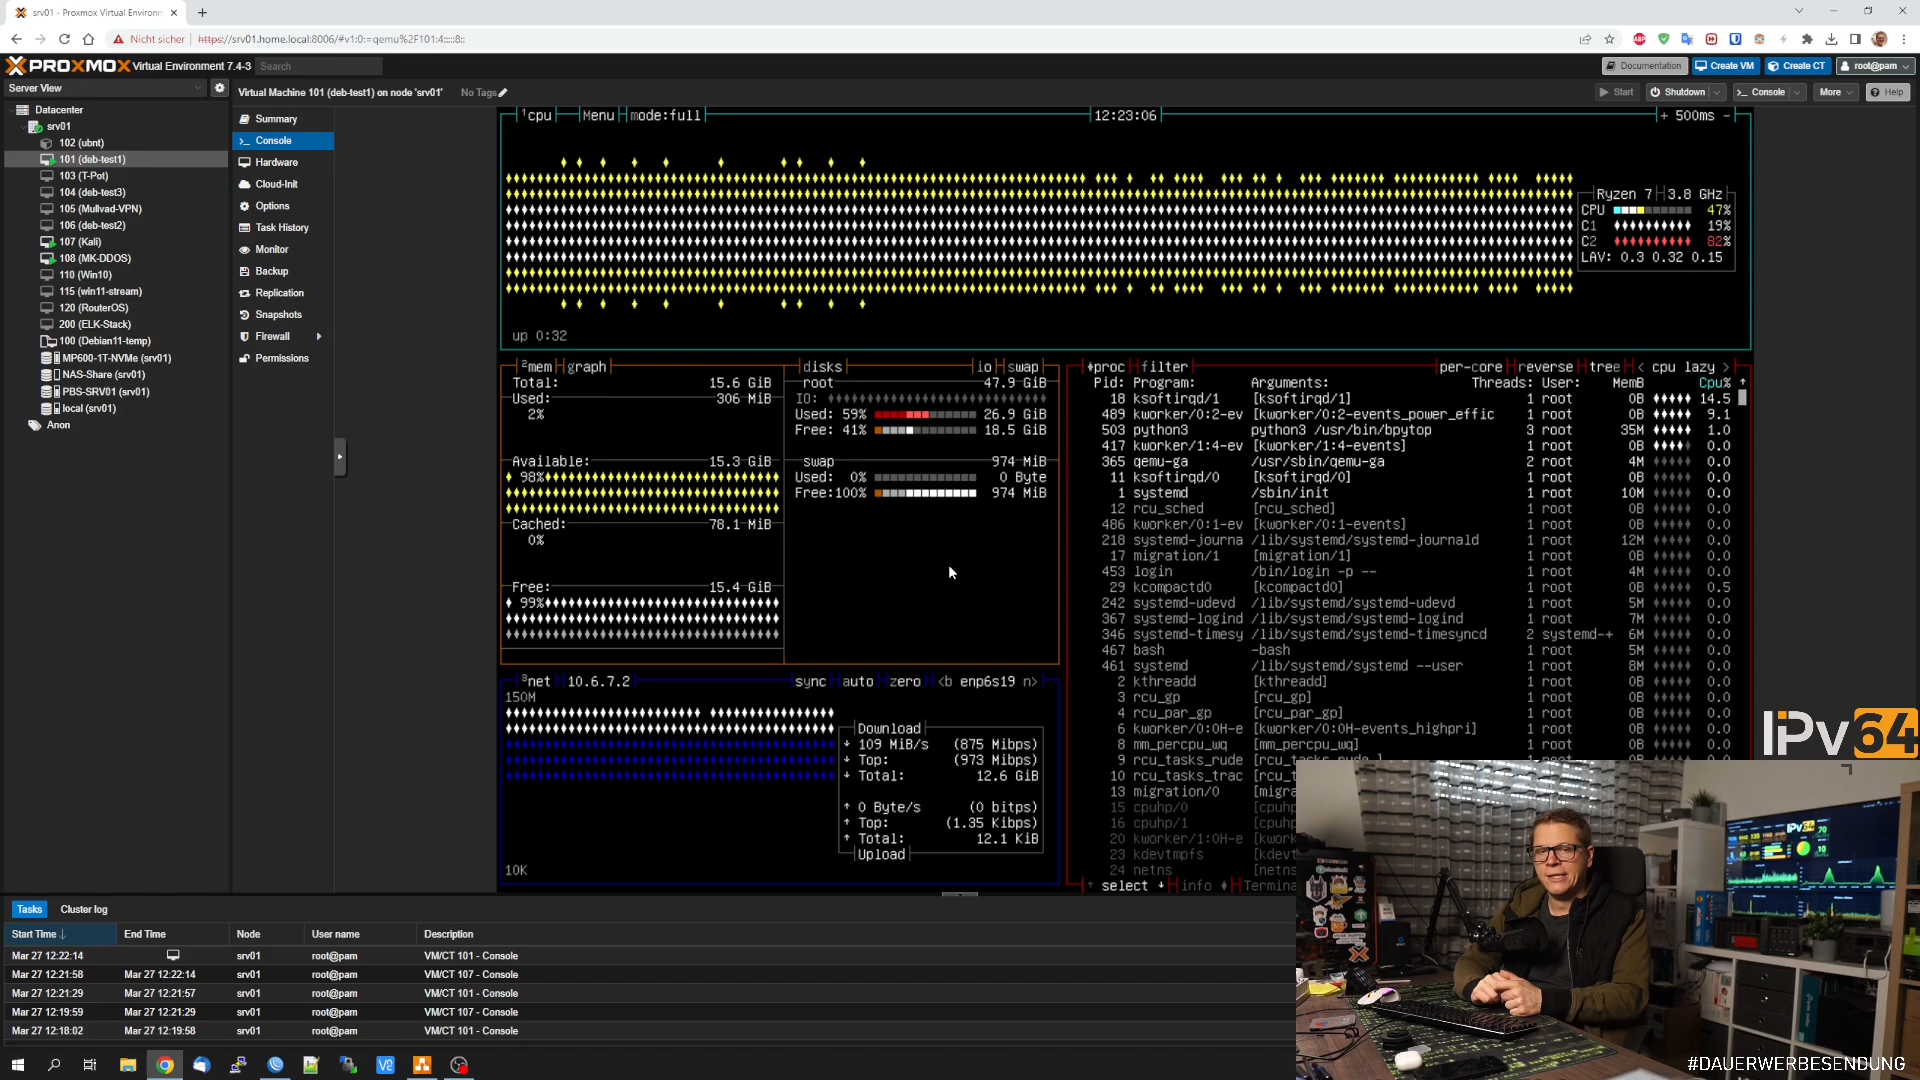 srv01 - Proxmox Virtual Environm
Nicht sicher
https://srv01.home.local:8006/#v1:0:=qemu%2F101:4:::::8::
PROXMOX Virtual Environment 7.4-3
Search
Documentation
Create VM
Create CT
root@pam
Server View
Virtual Machine 101 (deb-test1) on node 'srv01'
No Tags
Start
Shutdown
Console
More
Help
Datacenter
srv01
102 (ubnt)
101 (deb-test1)
103 (T-Pot)
104 (deb-test3)
105 (Mullvad-VPN)
106 (deb-test2)
107 (Kali)
108 (MK-DDOS)
110 (Win10)
115 (win11-stream)
120 (RouterOS)
200 (ELK-Stack)
100 (Debian11-temp)
MP600-1T-NVMe (srv01)
NAS-Share (srv01)
PBS-SRV01 (srv01)
local (srv01)
Anon
Summary
Console
Hardware
Cloud-Init
Options
Task History
Monitor
Backup
Replication
Snapshots
Firewall
Permissions
¹cpu Menu mode:full 12:23:06 + 500ms -
Ryzen 7 3.8 GHz
CPU 47%
C1 19%
C2 82%
LAV: 0.3 0.32 0.15
up 0:32
²mem graph
Total: 15.6 GiB
Used: 306 MiB
2%
Available: 15.3 GiB
98%
Cached: 78.1 MiB
0%
Free: 15.4 GiB
99%
disks io swap
root 47.9 GiB
IO:
Used: 59% 26.9 GiB
Free: 41% 18.5 GiB
swap 974 MiB
Used: 0% 0 Byte
Free:100% 974 MiB
³net 10.6.7.2 sync auto zero <b enp6s19 n>
150M
Download
↓ 109 MiB/s (875 Mibps)
↓ Top: (973 Mibps)
↓ Total: 12.6 GiB
↑ 0 Byte/s (0 bitps)
↑ Top: (1.35 Kibps)
↑ Total: 12.1 KiB
Upload
10K
proc filter per-core reverse tree < cpu lazy >
Pid: Program: Arguments: Threads: User: MemB Cpu% ↑
18 ksoftirqd/1 [ksoftirqd/1] 1 root 0B 14.5
489 kworker/0:2-ev [kworker/0:2-events_power_effic 1 root 0B 9.1
503 python3 python3 /usr/bin/bpytop 3 root 35M 1.0
417 kworker/1:4-ev [kworker/1:4-events] 1 root 0B 0.0
365 qemu-ga /usr/sbin/qemu-ga 2 root 4M 0.0
11 ksoftirqd/0 [ksoftirqd/0] 1 root 0B 0.0
1 systemd /sbin/init 1 root 10M 0.0
12 rcu_sched [rcu_sched] 1 root 0B 0.0
486 kworker/0:1-ev [kworker/0:1-events] 1 root 0B 0.0
218 systemd-journa /lib/systemd/systemd-journald 1 root 12M 0.0
17 migration/1 [migration/1] 1 root 0B 0.0
453 login /bin/login -p -- 1 root 4M 0.0
29 kcompactd0 [kcompactd0] 1 root 0B 0.5
242 systemd-udevd /lib/systemd/systemd-udevd 1 root 5M 0.0
367 systemd-logind /lib/systemd/systemd-logind 1 root 7M 0.0
346 systemd-timesy /lib/systemd/systemd-timesyncd 2 systemd-+ 6M 0.0
467 bash -bash 1 root 5M 0.0
461 systemd /lib/systemd/systemd --user 1 root 8M 0.0
2 kthreadd [kthreadd] 1 root 0B 0.0
3 rcu_gp [rcu_gp] 1 root 0B 0.0
4 rcu_par_gp [rcu_par_gp] 1 root 0B 0.0
6 kworker/0:0H-e [kworker/0:0H-events_highpri] 1 root 0B 0.0
8 mm_percpu_wq [mm_percpu_wq] 1 root 0B 0.0
9 rcu_tasks_rude [rcu_tasks_rude_]
10 rcu_tasks_trac [rcu_t
13 migration/0 [migra
15 cpuhp/0 [cpuhp
16 cpuhp/1 [cpuhp
20 kworker/1:0H-e [kwork
23 kdevtmpfs [kdevt
24 netns [netns
↑ select ↓ info Termina
IPv64
Tasks
Cluster log
Start Time End Time Node User name Description
Mar 27 12:22:14 srv01 root@pam VM/CT 101 - Console
Mar 27 12:21:58 Mar 27 12:22:14 srv01 root@pam VM/CT 107 - Console
Mar 27 12:21:29 Mar 27 12:21:57 srv01 root@pam VM/CT 101 - Console
Mar 27 12:19:59 Mar 27 12:21:29 srv01 root@pam VM/CT 107 - Console
Mar 27 12:18:02 Mar 27 12:19:58 srv01 root@pam VM/CT 101 - Console
IPv64
#DAUERWERBESENDUNG